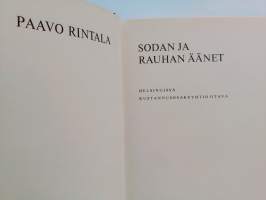 PAAVO RINTALA
SODAN JA
RAUHAN ÄÄNET
HELSINGISSÄ
KUSTANNUSOSAKEYHTIÖ OTAVA